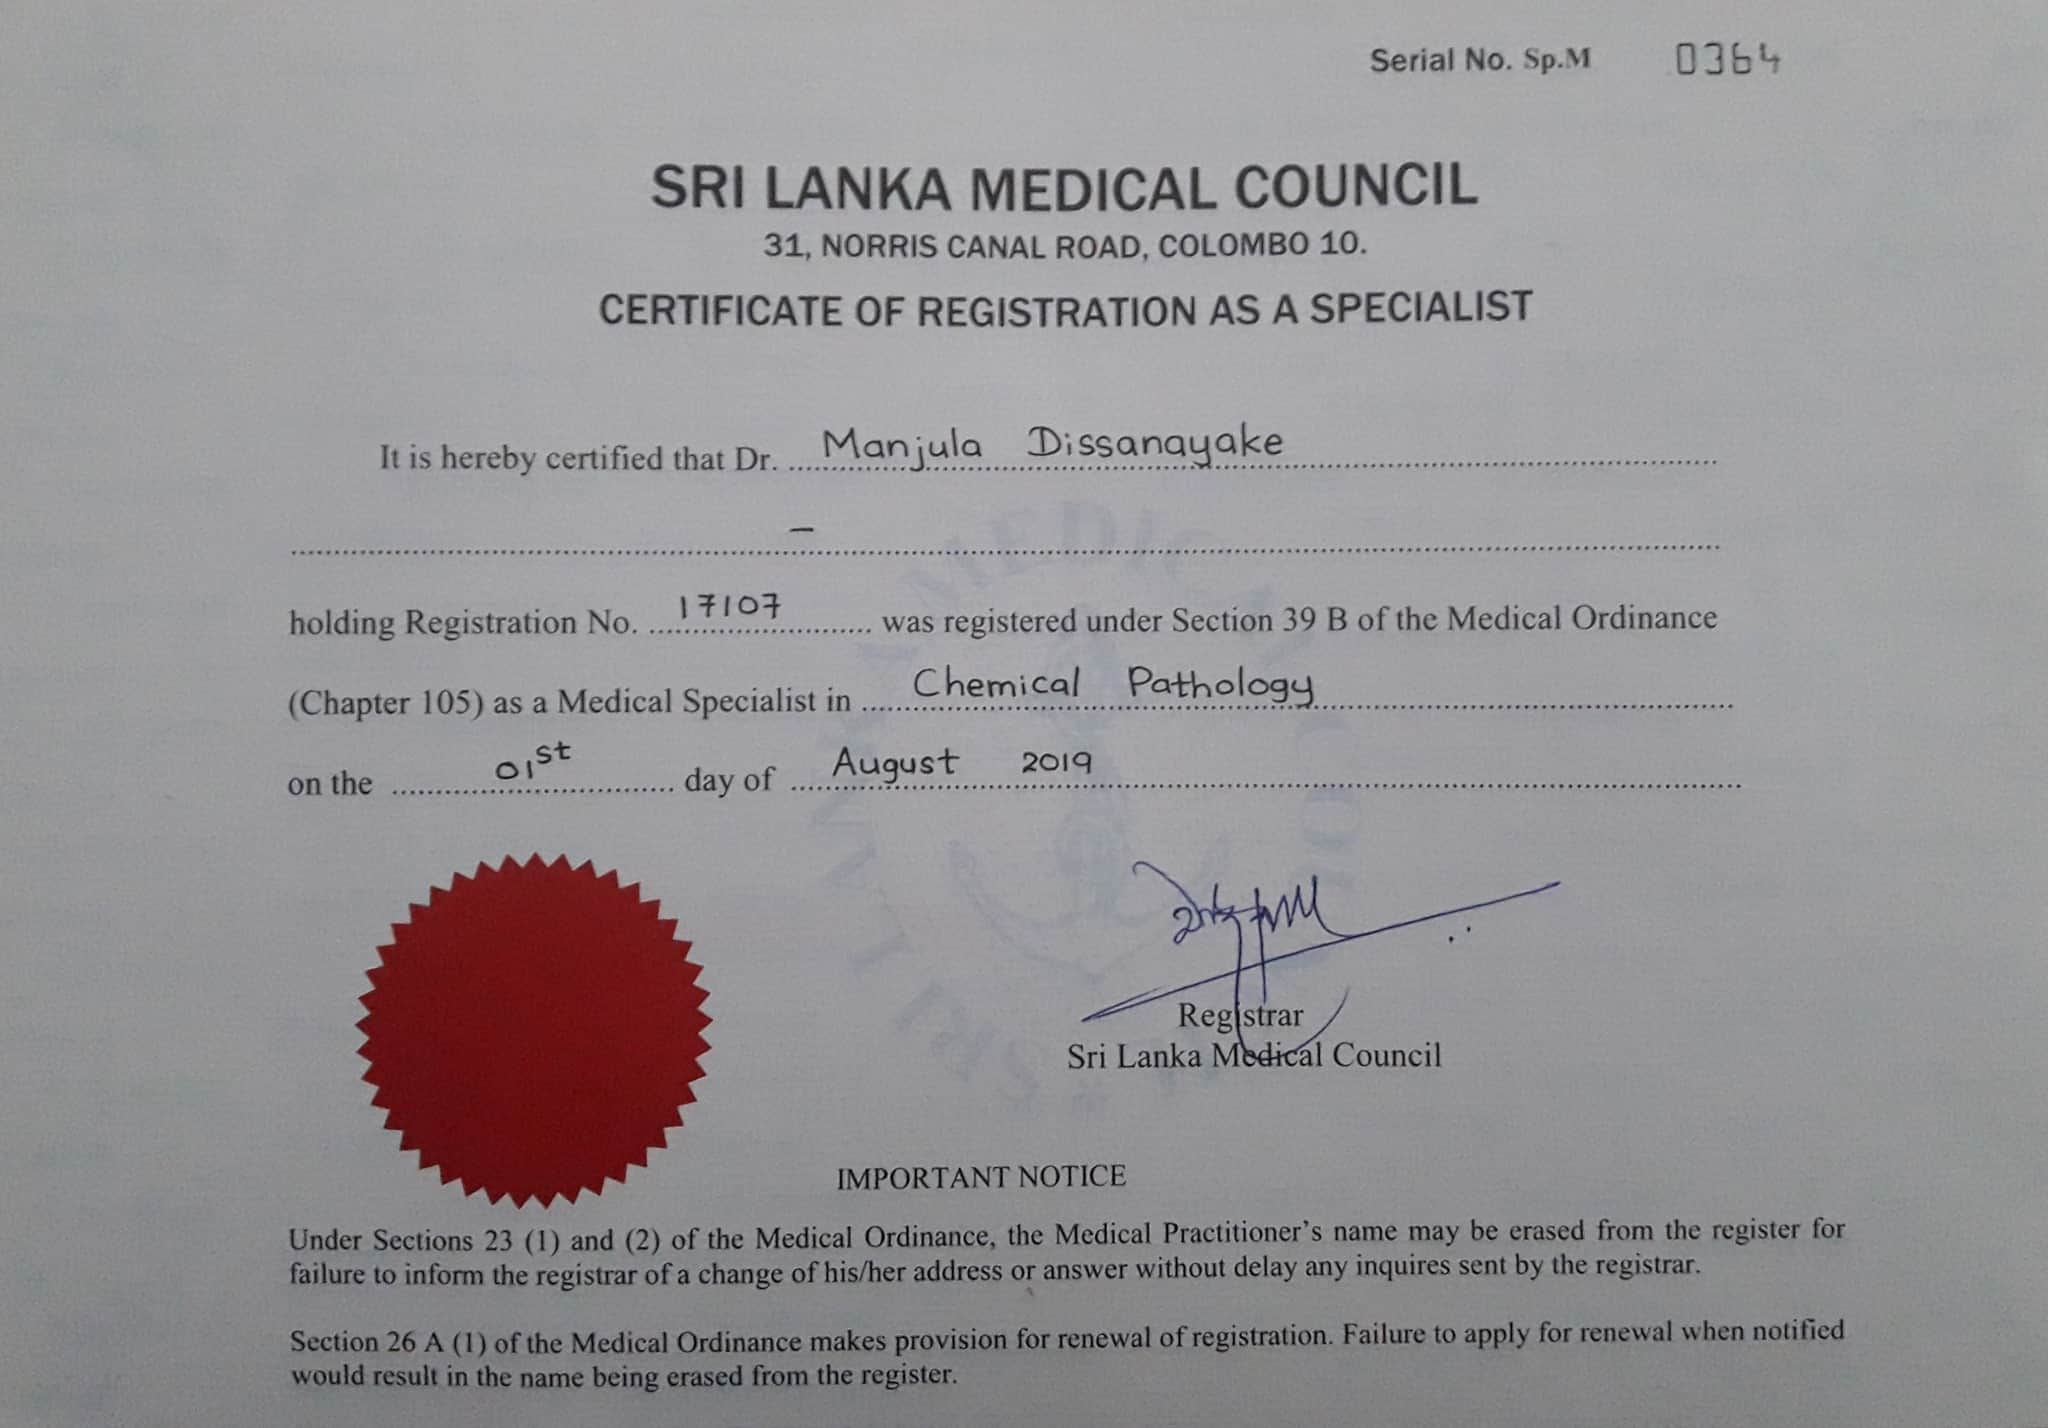 Serial No. Sp.M 0364
SRI LANKA MEDICAL COUNCIL
31, NORRIS CANAL ROAD, COLOMBO 10.
CERTIFICATE OF REGISTRATION AS A SPECIALIST
It is hereby certified that Dr. Manjula Dissanayake
–
holding Registration No. 17107 was registered under Section 39 B of the Medical Ordinance
(Chapter 105) as a Medical Specialist in Chemical Pathology
on the 01st day of August 2019
Registrar
Sri Lanka Medical Council
IMPORTANT NOTICE
Under Sections 23 (1) and (2) of the Medical Ordinance, the Medical Practitioner's name may be erased from the register for
failure to inform the registrar of a change of his/her address or answer without delay any inquires sent by the registrar.
Section 26 A (1) of the Medical Ordinance makes provision for renewal of registration. Failure to apply for renewal when notified
would result in the name being erased from the register.